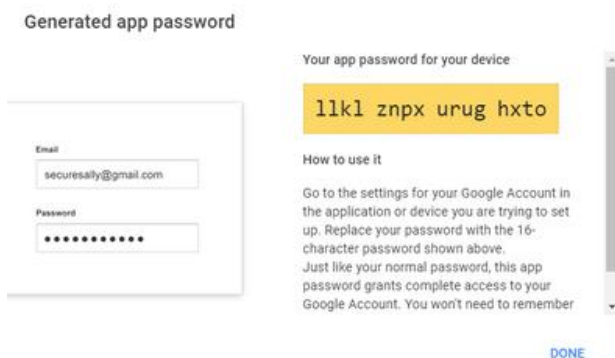 Generated app password
Your app password for your device
llkl znpx urug hxto
How to use it
Go to the settings for your Google Account in
the application or device you are trying to set
up. Replace your password with the 16-
character password shown above.
Just like your normal password, this app
password grants complete access to your
Google Account. You won't need to remember
Email
securesally@gmail.com
Password
●●●●●●●●●●●
DONE